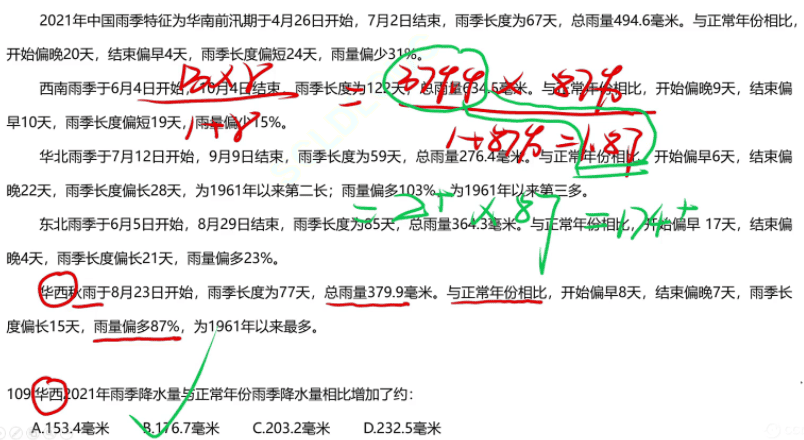 2021年中国雨季特征为华南前汛期于4月26日开始，7月2日结束，雨季长度为67天，总雨量494.6毫米。与正常年份相比，
开始偏晚20天，结束偏早4天，雨季长度偏短24天，雨量偏少31%。
西南雨季于6月4日开始，10月4日结束，雨季长度为122天，总雨量634.5毫米。与正常年份相比，开始偏晚9天，结束偏
早10天，雨季长度偏短19天，雨量偏少15%。
华北雨季于7月12日开始，9月9日结束，雨季长度为59天，总雨量276.4毫米。与正常年份相比，开始偏早6天，结束偏
晚22天，雨季长度偏长28天，为1961年以来第二长；雨量偏多103%，为1961年以来第三多。
东北雨季于6月5日开始，8月29日结束，雨季长度为85天，总雨量364.3毫米。与正常年份相比，开始偏早 17天，结束偏
晚4天，雨季长度偏长21天，雨量偏多23%。
华西秋雨于8月23日开始，雨季长度为77天，总雨量379.9毫米。与正常年份相比，开始偏早8天，结束偏晚7天，雨季长
度偏长15天，雨量偏多87%，为1961年以来最多。
109.华西2021年雨季降水量与正常年份雨季降水量相比增加了约：
A.153.4毫米 B.176.7毫米 C.203.2毫米 D.232.5毫米
= 379.9 × 87%
1+r
1+87% = 1.87
= 2⁺ × 87 = 174⁺